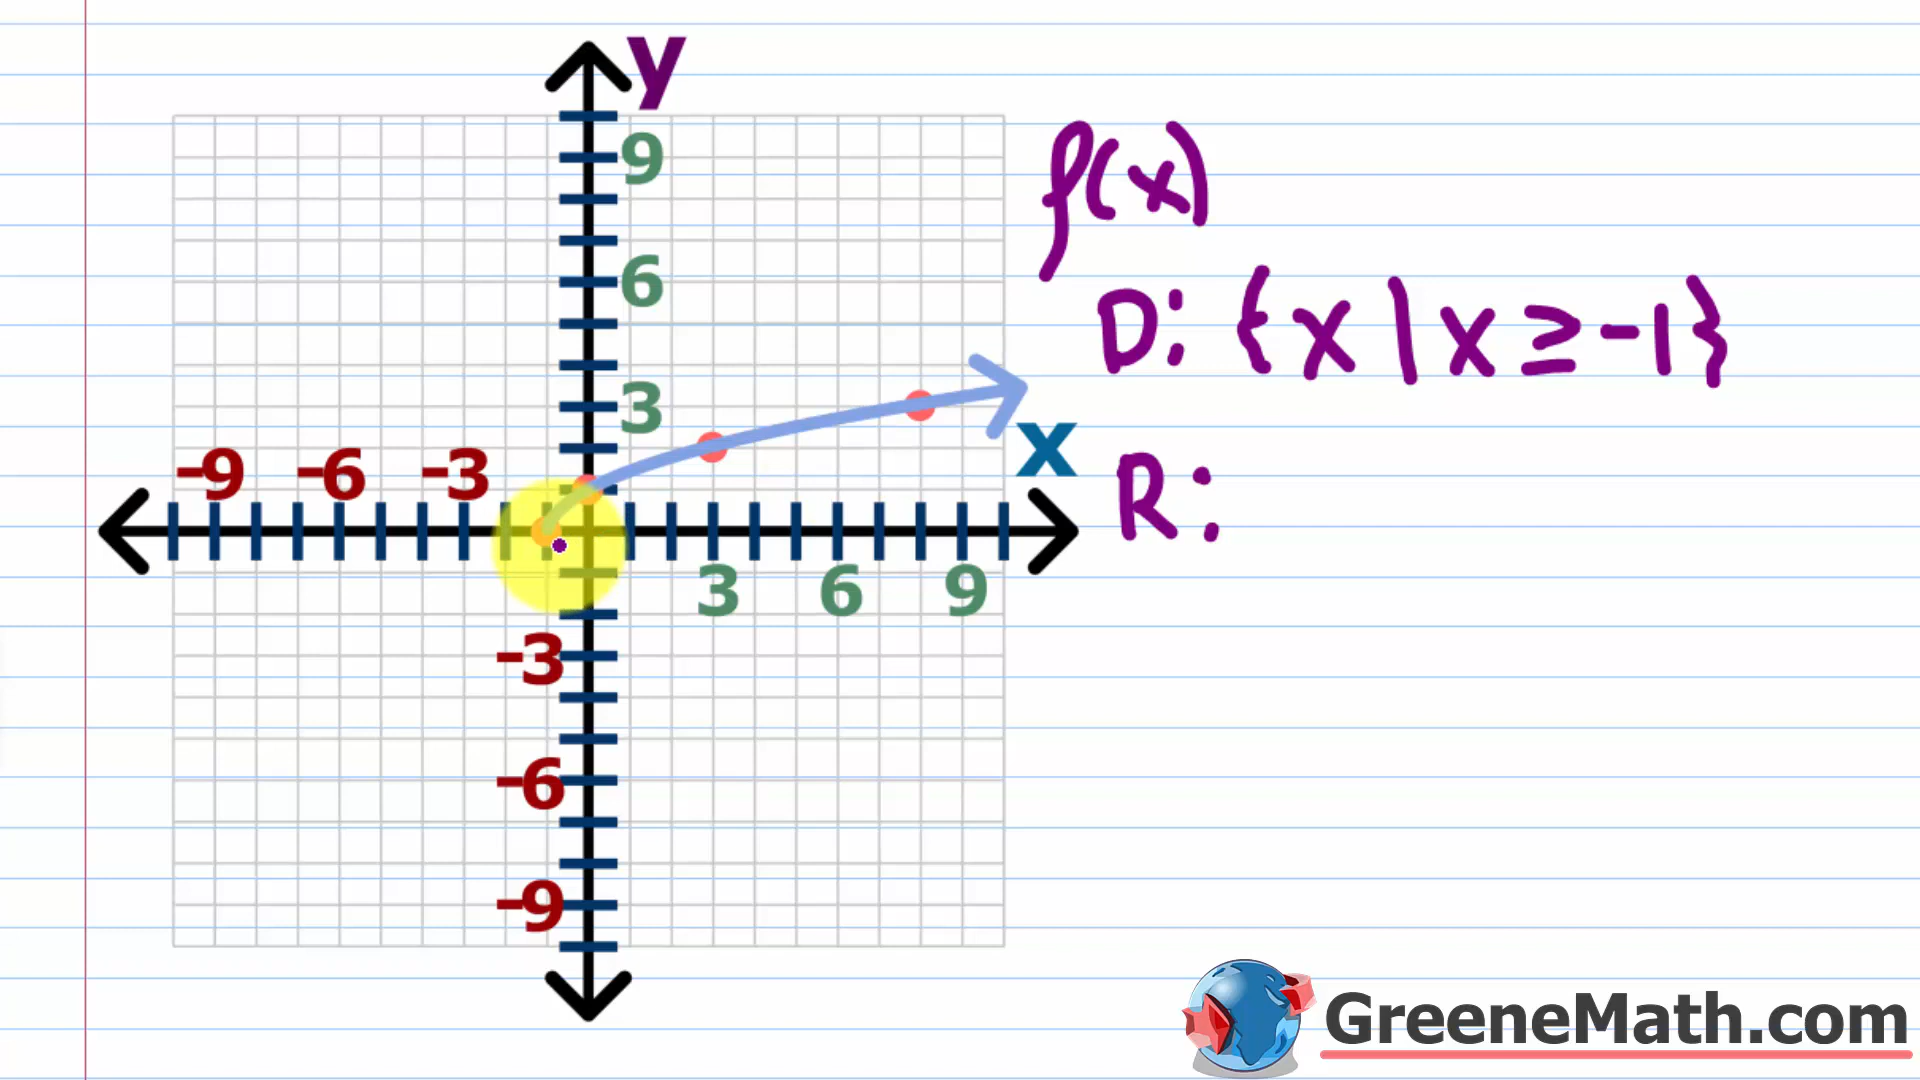 y
9
6
3
-9 -6 -3
x
3 6 9
-3
-6
-9
f(x)
D: {x | x ≥ -1}
R:
GreeneMath.com